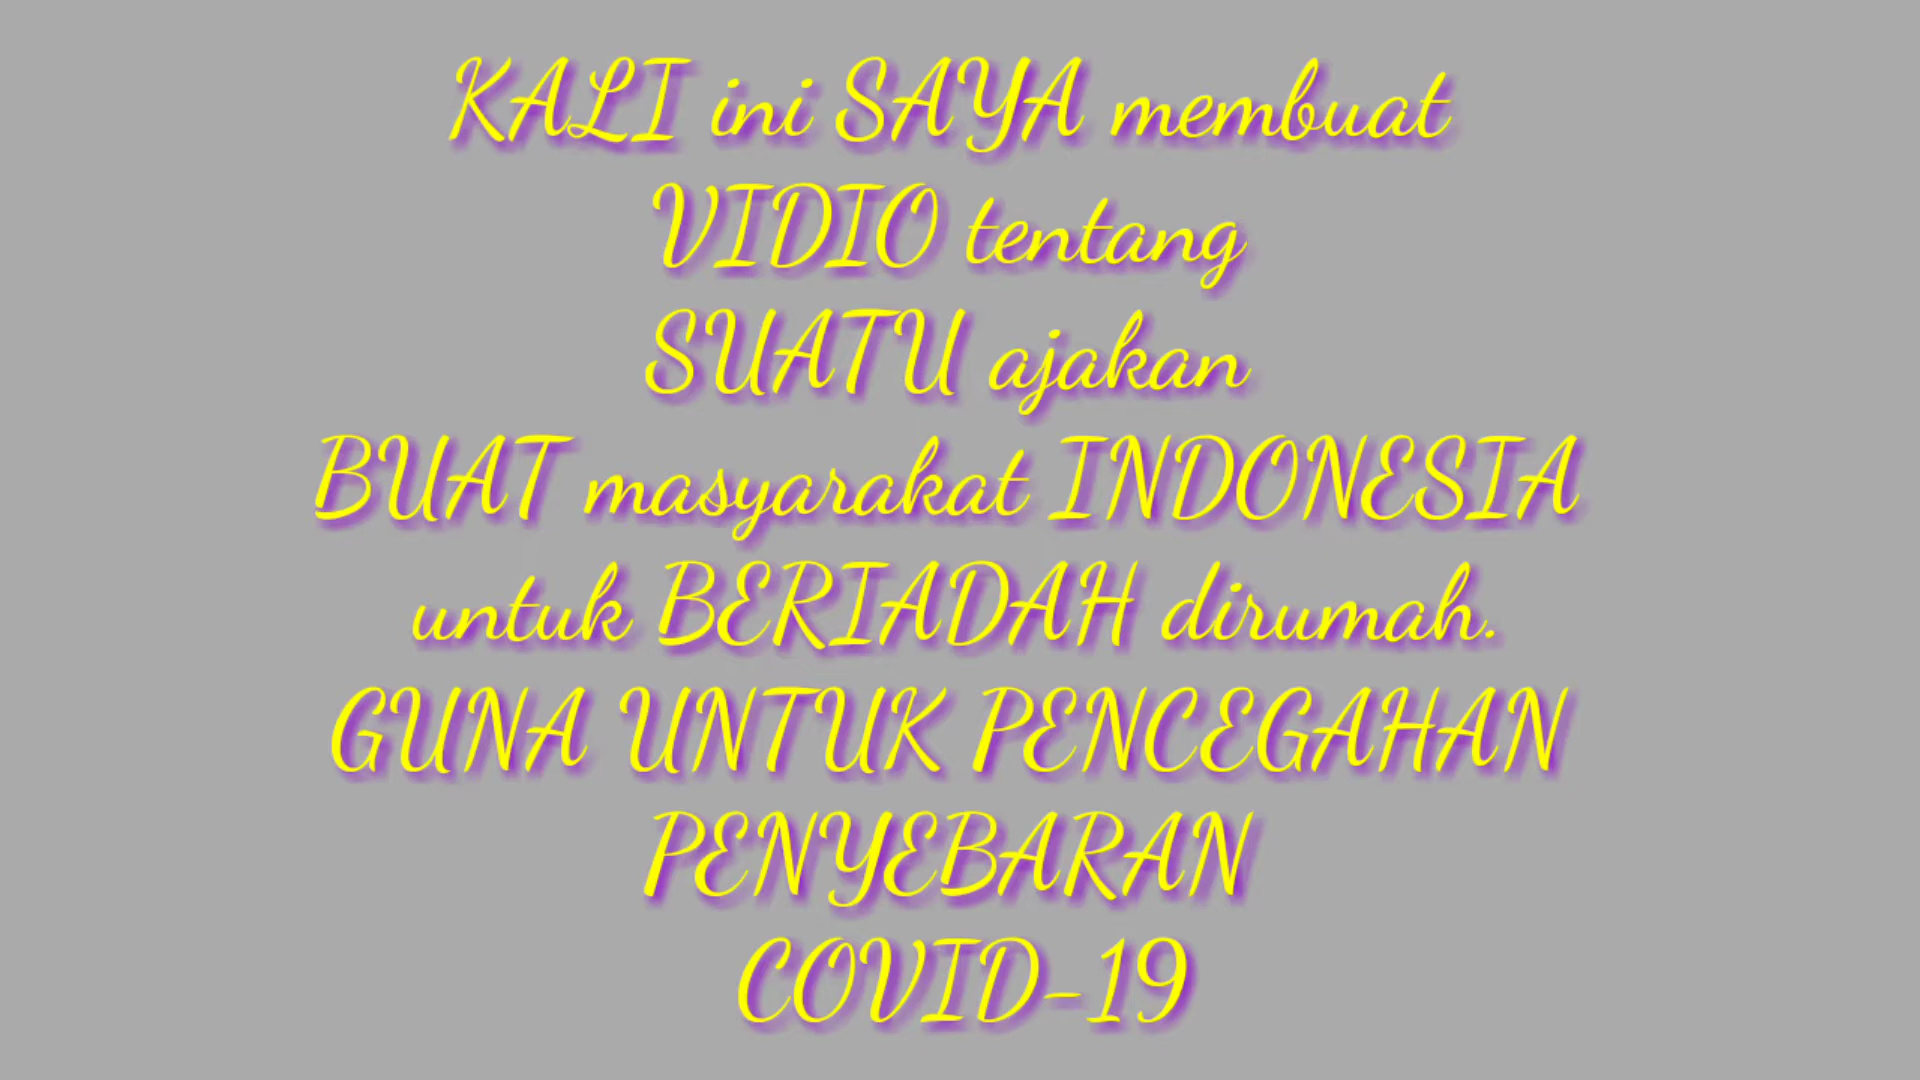 KALI ini SAYA membuat
VIDIO tentang
SUATU ajakan
BUAT masyarakat INDONESIA
untuk BERIADAH dirumah.
GUNA UNTUK PENCEGAHAN
PENYEBARAN
COVID-19